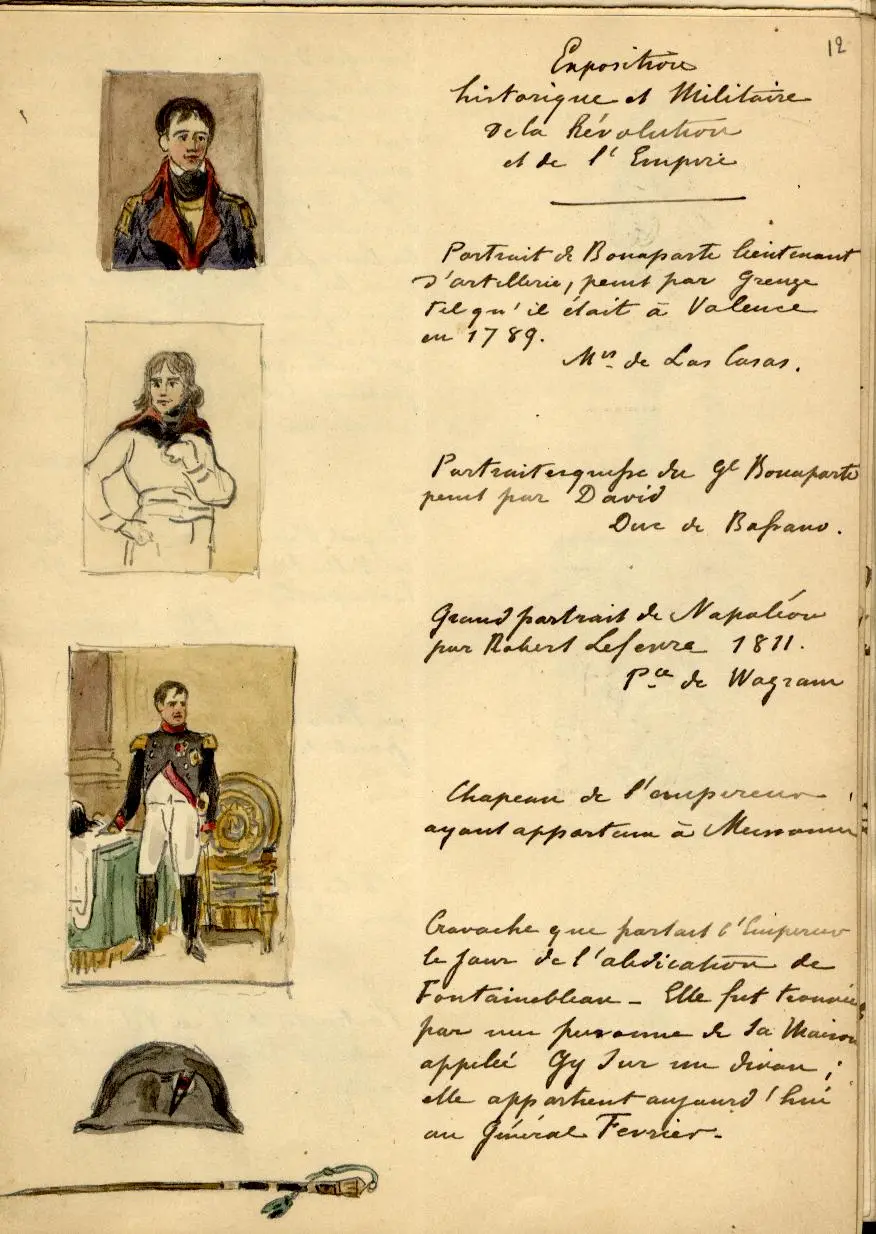 12
Exposition
historique et Militaire
de la Révolution
et de l'Empire
Portrait de Bonaparte lieutenant
d'artillerie, peint par Greuze
tel qu'il était à Valence
en 1789.
Mis de Las Casas.
Portrait esquisse du Gl Bonaparte
peint par David
Duc de Bassano.
Grand portrait de Napoléon
par Robert Lefevre 1811.
Pce de Wagram
Chapeau de l'empereur
ayant appartenu à Meissonier
Cravache que portait l'Empereur
le jour de l'abdication de
Fontainebleau - Elle fut trouvée
par une personne de sa Maison
appelée Gy sur un divan ;
elle appartient aujourd'hui
au Général Fevrier.